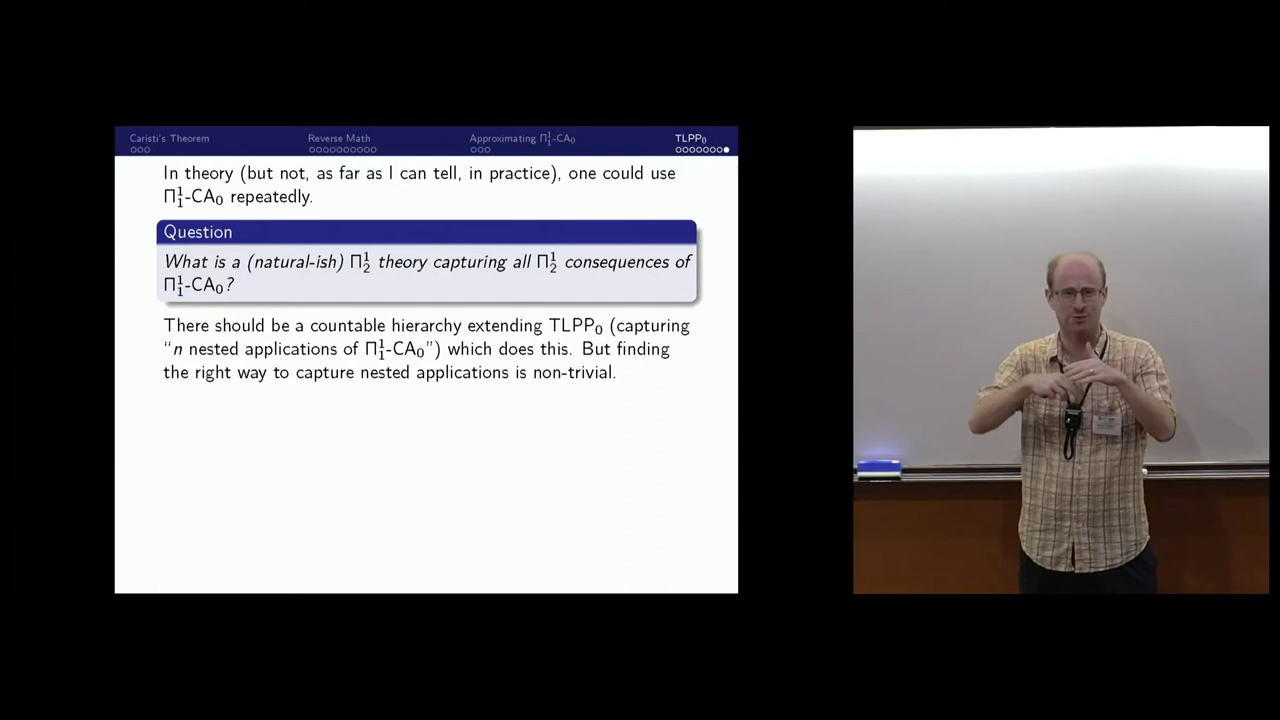 Caristi's Theorem Reverse Math Approximating Π¹₁-CA₀ TLPP₀
In theory (but not, as far as I can tell, in practice), one could use
Π¹₁-CA₀ repeatedly.
Question
What is a (natural-ish) Π¹₂ theory capturing all Π¹₂ consequences of
Π¹₁-CA₀?
There should be a countable hierarchy extending TLPP₀ (capturing
“n nested applications of Π¹₁-CA₀”) which does this. But finding
the right way to capture nested applications is non-trivial.